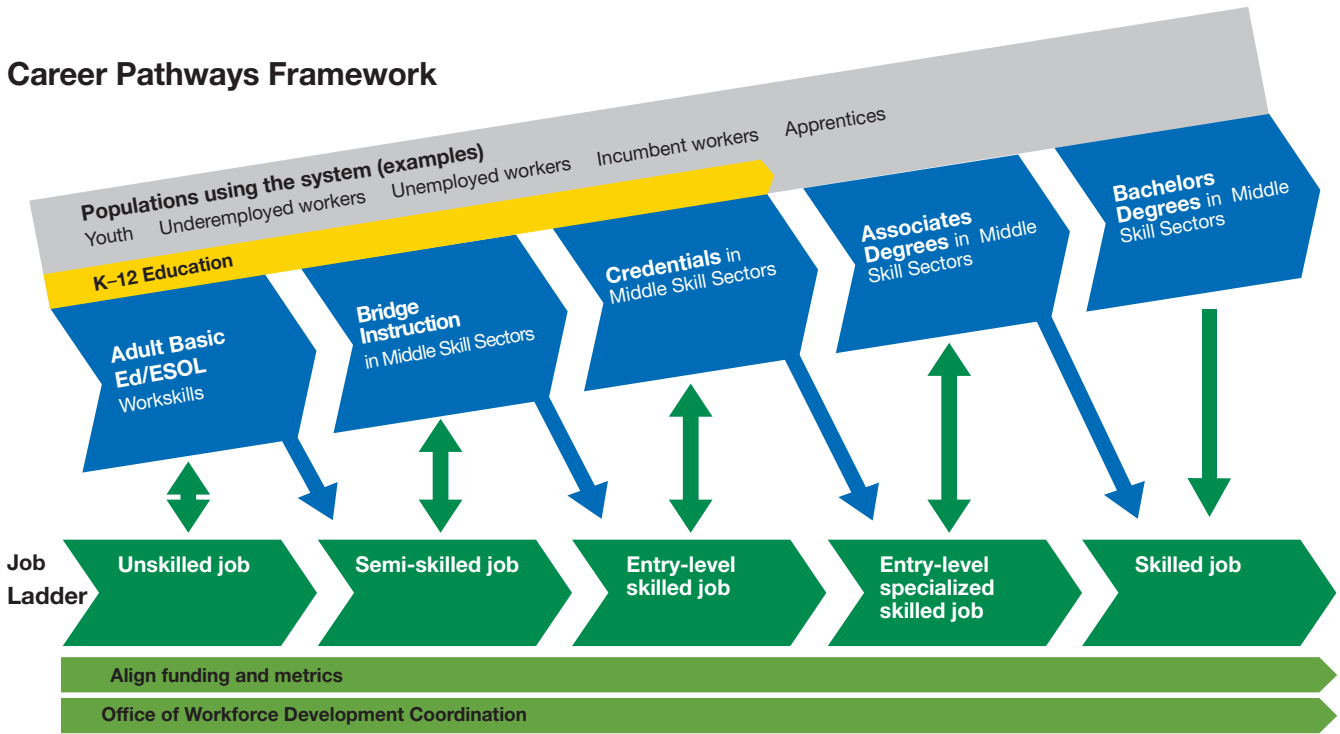 Career Pathways Framework
Populations using the system (examples)
Youth Underemployed workers Unemployed workers Incumbent workers Apprentices
K–12 Education
Adult Basic
Ed/ESOL
Workskills
Bridge
Instruction
in Middle Skill Sectors
Credentials in
Middle Skill Sectors
Associates
Degrees in Middle
Skill Sectors
Bachelors
Degrees in Middle
Skill Sectors
Job
Ladder
Unskilled job
Semi-skilled job
Entry-level
skilled job
Entry-level
specialized
skilled job
Skilled job
Align funding and metrics
Office of Workforce Development Coordination